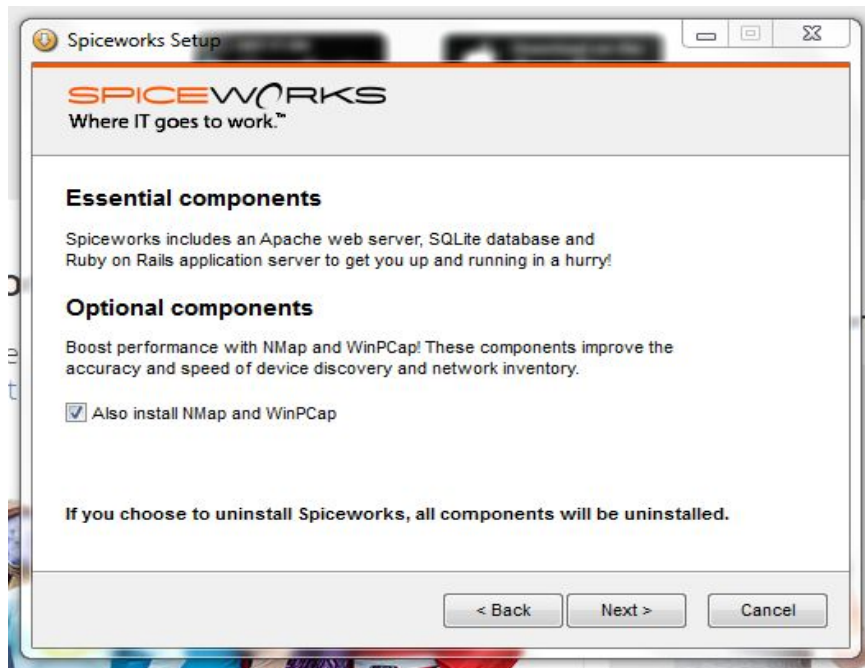 Spiceworks Setup
SPICEWORKS
Where IT goes to work.™
Essential components
Spiceworks includes an Apache web server, SQLite database and
Ruby on Rails application server to get you up and running in a hurry!
Optional components
Boost performance with NMap and WinPCap! These components improve the
accuracy and speed of device discovery and network inventory.
Also install NMap and WinPCap
If you choose to uninstall Spiceworks, all components will be uninstalled.
< Back
Next >
Cancel